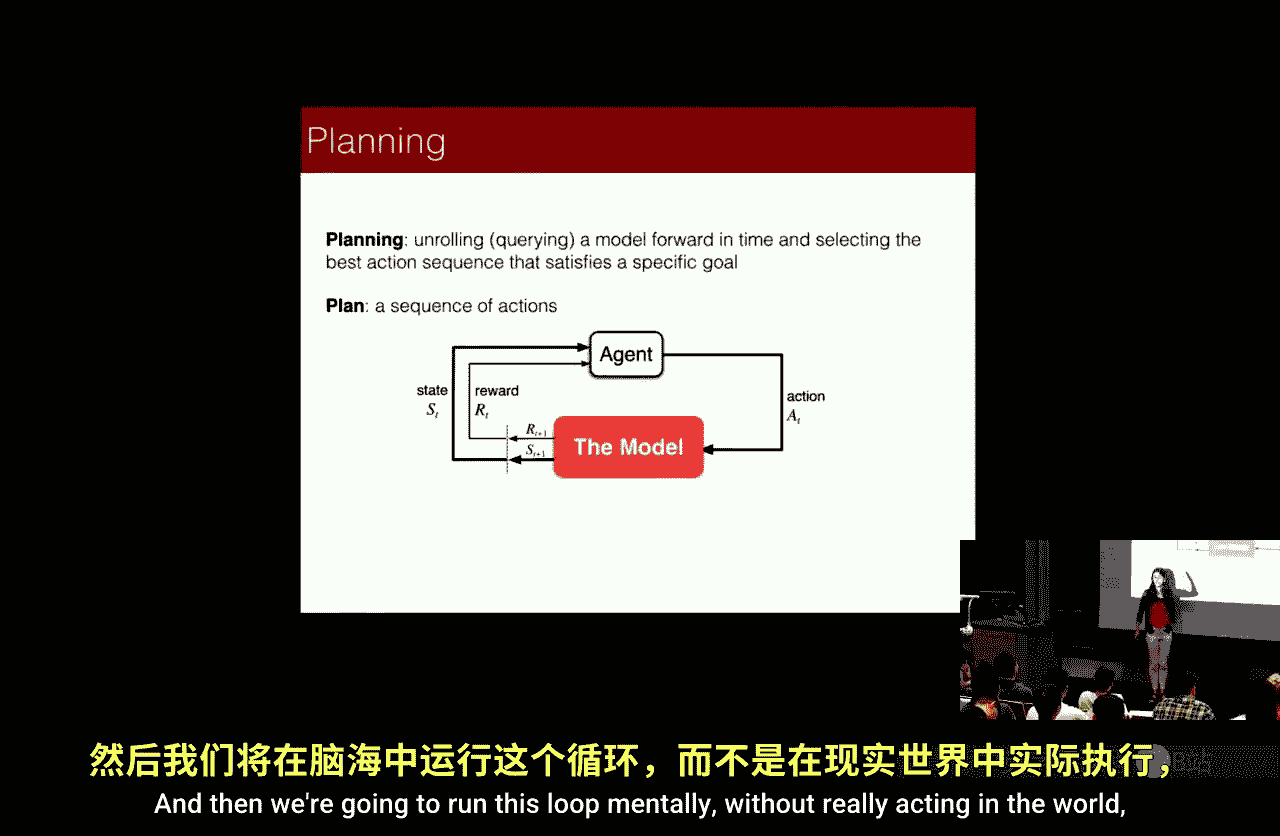 Planning
Planning: unrolling (querying) a model forward in time and selecting the
best action sequence that satisfies a specific goal
Plan: a sequence of actions
Agent
state
S_t
reward
R_t
action
A_t
R_{t+1}
S_{t+1}
The Model
然后我们将在脑海中运行这个循环，而不是在现实世界中实际执行，
And then we're going to run this loop mentally, without really acting in the world,